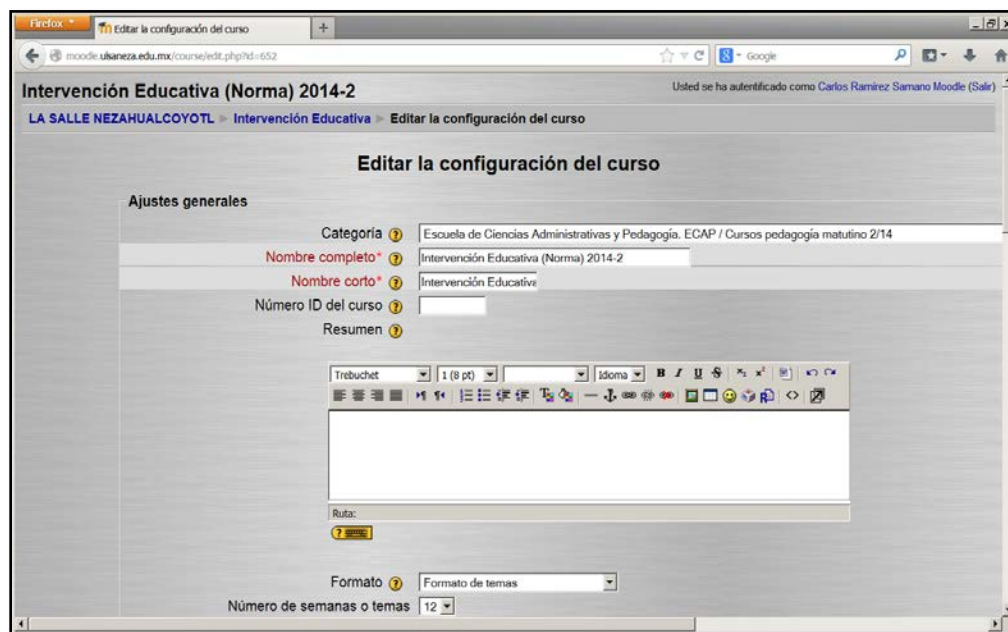 Firefox
Editar la configuración del curso
moodle.ulsaneza.edu.mx/course/edit.php?id=652
Google
Intervención Educativa (Norma) 2014-2
Usted se ha autentificado como Carlos Ramirez Samano Moodle (Salir)
LA SALLE NEZAHUALCOYOTL ► Intervención Educativa ► Editar la configuración del curso
Editar la configuración del curso
Ajustes generales
Categoría Escuela de Ciencias Administrativas y Pedagogía. ECAP / Cursos pedagogía matutino 2/14
Nombre completo* Intervención Educativa (Norma) 2014-2
Nombre corto* Intervención Educativa
Número ID del curso
Resumen
Trebuchet 1 (8 pt) Idioma B I U S x₂ x²
Ruta:
Formato Formato de temas
Número de semanas o temas 12